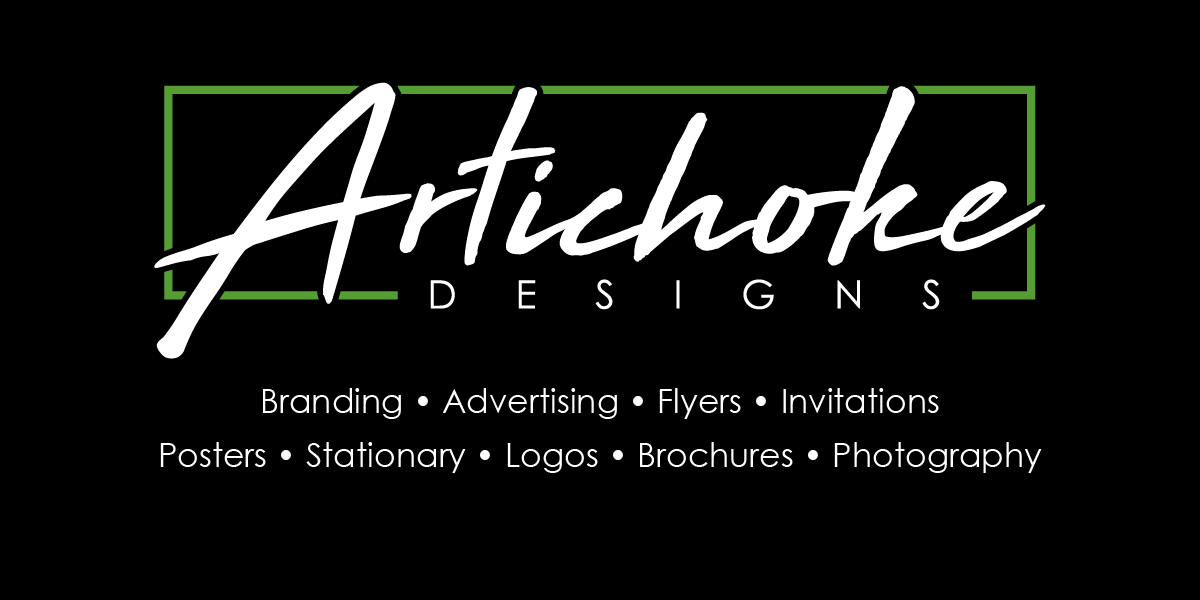 Artichoke
DESIGNS
Branding • Advertising • Flyers • Invitations
Posters • Stationary • Logos • Brochures • Photography